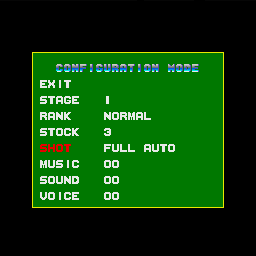 CONFIGURATION MODE
EXIT
STAGE 1
RANK NORMAL
STOCK 3
SHOT FULL AUTO
MUSIC 00
SOUND 00
VOICE 00